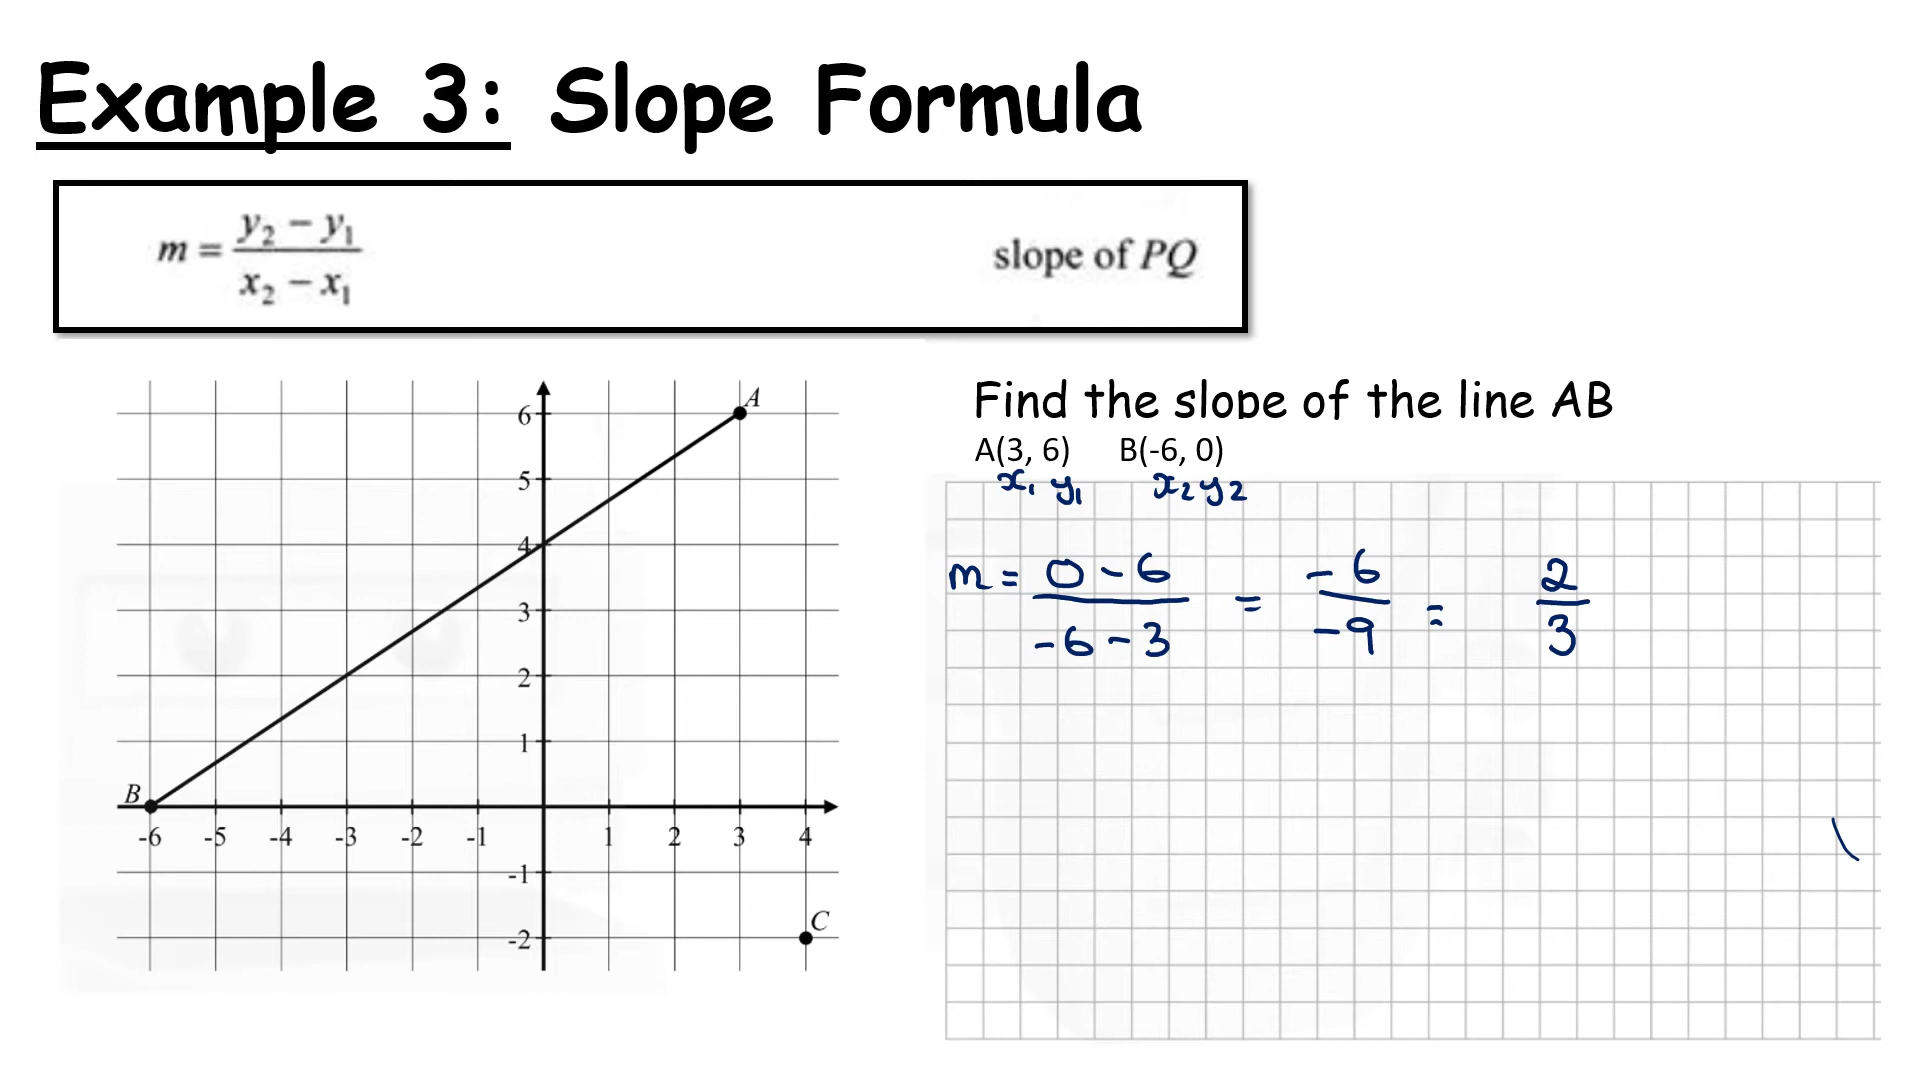 Example 3: Slope Formula
m = y₂ − y₁ / x₂ − x₁
slope of PQ
Find the slope of the line AB
A(3, 6) B(-6, 0)
x₁ y₁ x₂ y₂
m = 0 - 6 / -6 - 3 = -6 / -9 = 2 / 3
A
6
5
4
3
2
1
B
-6 -5 -4 -3 -2 -1 1 2 3 4
-1
C
-2